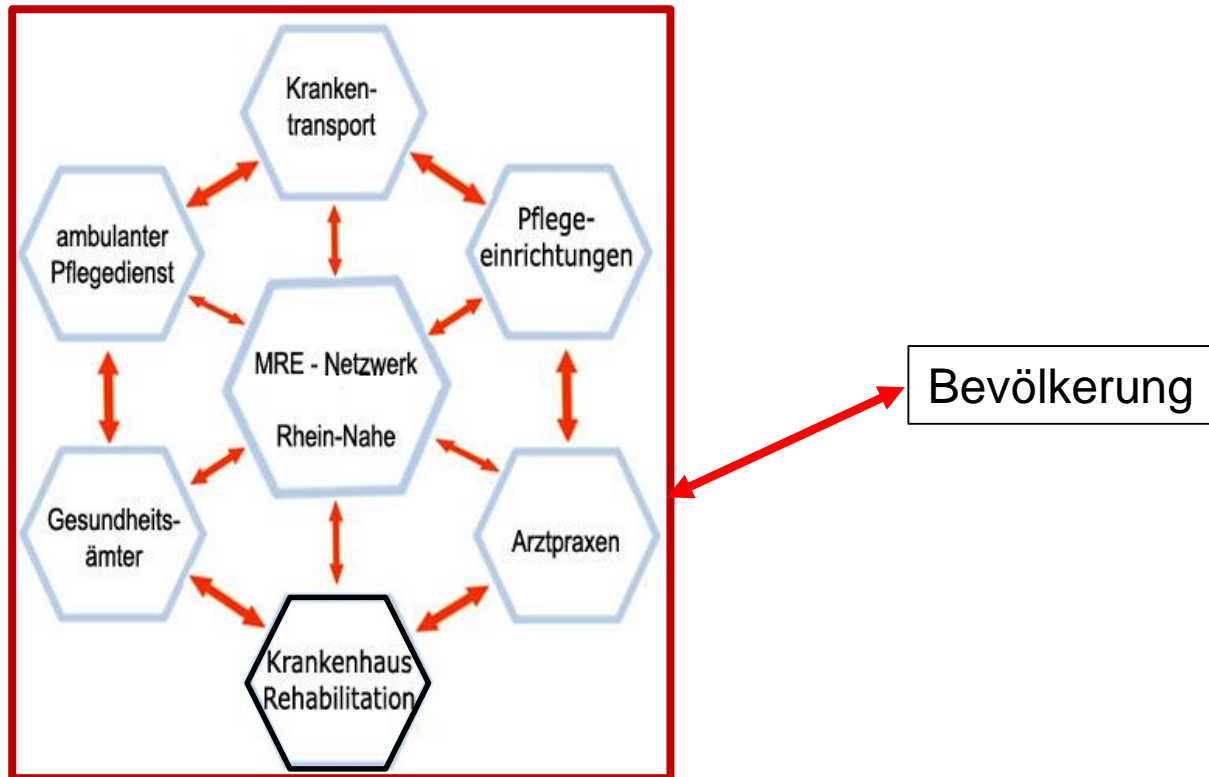 Kranken-
transport
ambulanter
Pflegedienst
Pflege-
einrichtungen
MRE - Netzwerk
Rhein-Nahe
Bevölkerung
Gesundheits-
ämter
Arztpraxen
Krankenhaus
Rehabilitation